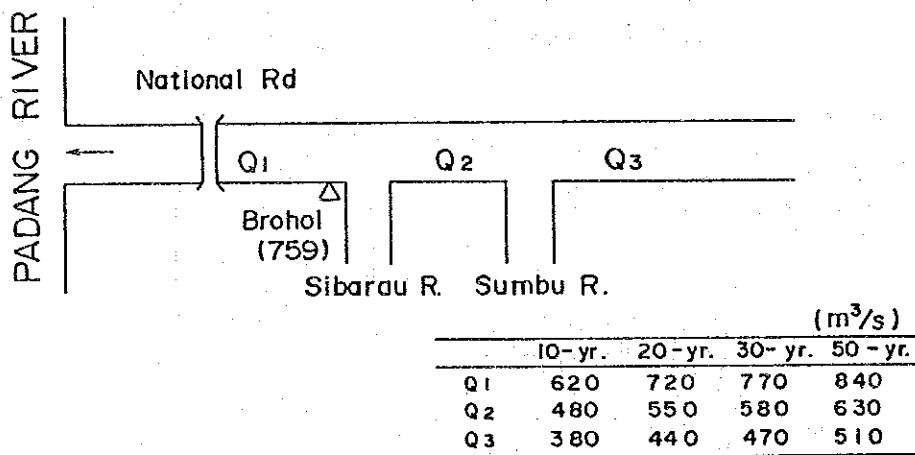 PADANG RIVER
National Rd
Q1 Q2 Q3
Brohol
(759)
Sibarau R. Sumbu R.
(m³/s)
10-yr. 20-yr. 30-yr. 50-yr.
Q1 620 720 770 840
Q2 480 550 580 630
Q3 380 440 470 510